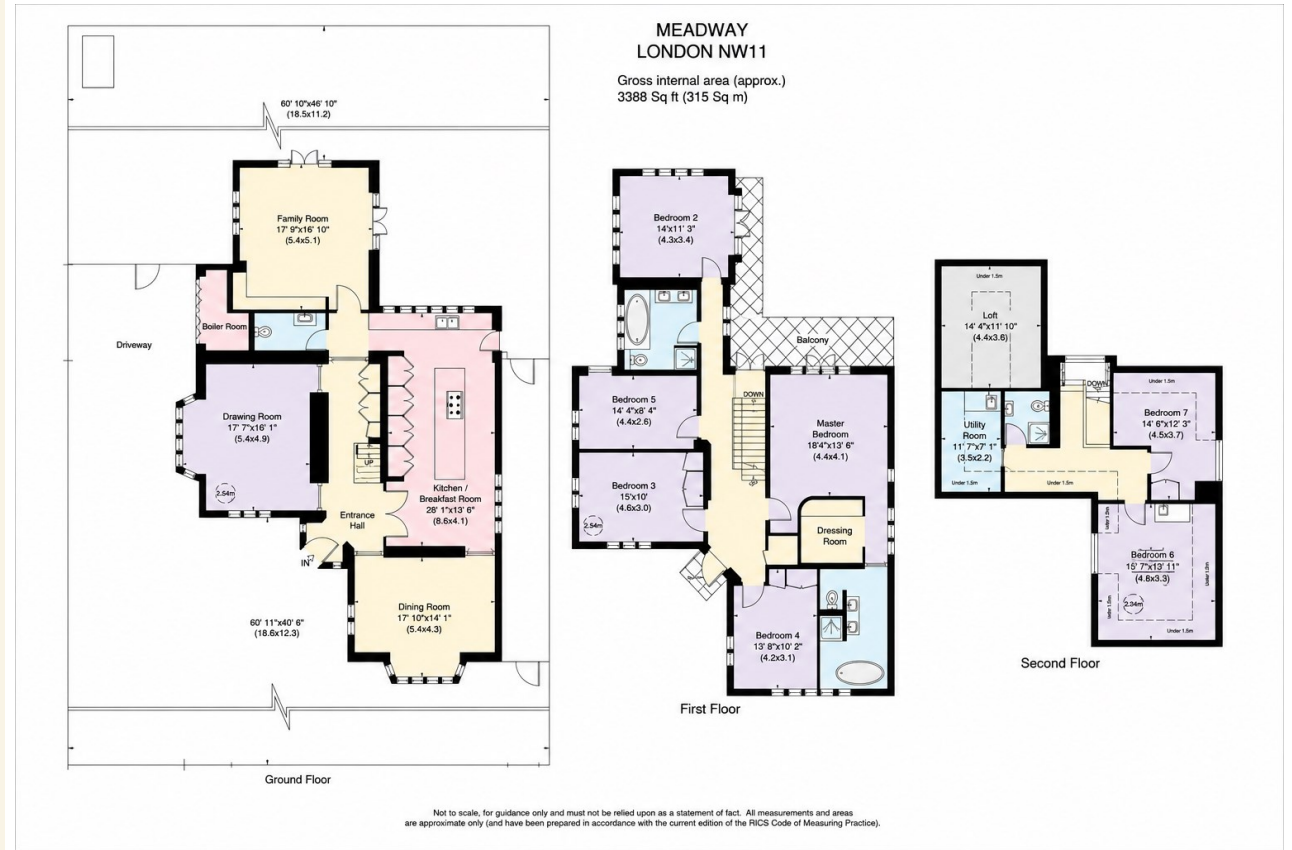 MEADWAY
LONDON NW11
Gross internal area (approx.)
3388 Sq ft (315 Sq m)
60' 10"x46' 10"
(18.5x11.2)
Family Room
17' 9"x16' 10"
(5.4x5.1)
Boiler Room
Driveway
Drawing Room
17' 7"x16' 1"
(5.4x4.9)
2.54m
UP
Kitchen /
Breakfast Room
28' 1"x13' 6"
(8.6x4.1)
Entrance
Hall
IN
Dining Room
17' 10"x14' 1"
(5.4x4.3)
60' 11"x40' 6"
(18.6x12.3)
Ground Floor
Bedroom 2
14'x11' 3"
(4.3x3.4)
Balcony
Bedroom 5
14' 4"x8' 4"
(4.4x2.6)
DOWN
UP
Master
Bedroom
18'4"x13' 6"
(4.4x4.1)
Bedroom 3
15'x10'
(4.6x3.0)
2.54m
Dressing
Room
Bedroom 4
13' 8"x10' 2"
(4.2x3.1)
First Floor
Under 1.5m
Loft
14' 4"x11' 10"
(4.4x3.6)
DOWN
Under 1.5m
Bedroom 7
14' 6"x12' 3"
(4.5x3.7)
Utility
Room
11' 7"x7' 1"
(3.5x2.2)
Under 1.5m
Under 1.5m
Under 1.5m
Bedroom 6
15' 7"x13' 11"
(4.8x3.3)
2.34m
Under 1.5m
Under 1.5m
Under 1.5m
Second Floor
Not to scale, for guidance only and must not be relied upon as a statement of fact. All measurements and areas
are approximate only (and have been prepared in accordance with the current edition of the RICS Code of Measuring Practice).